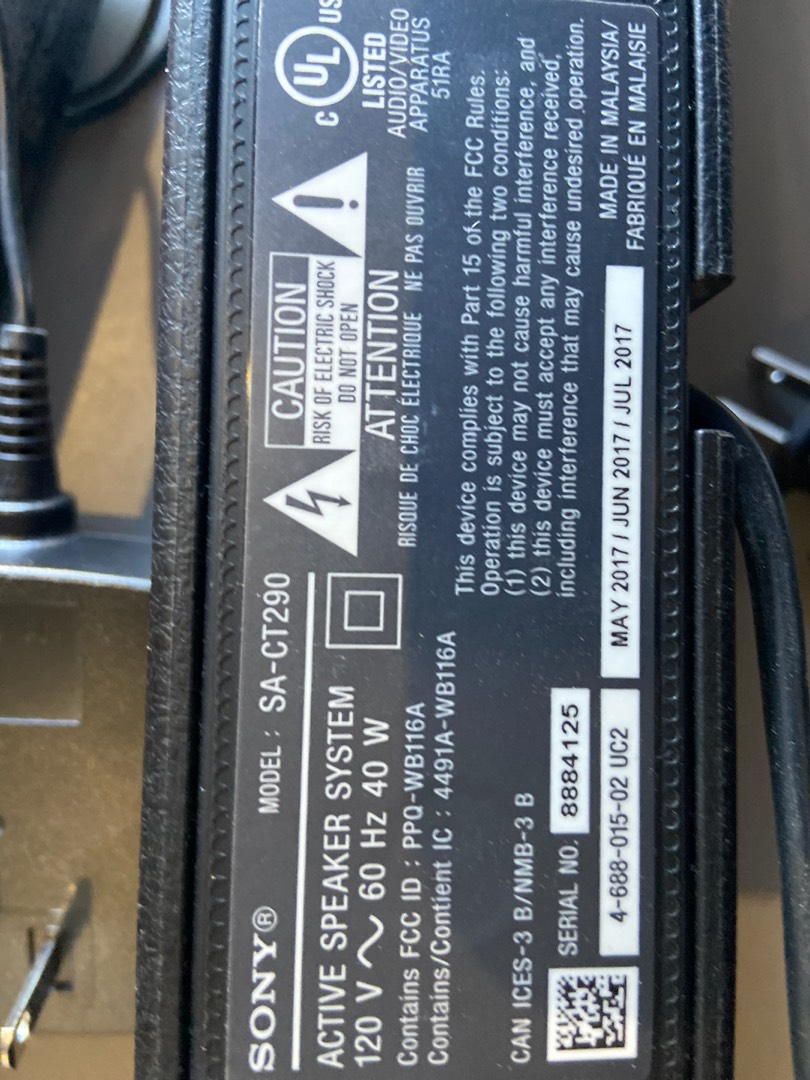 SONY® MODEL : SA-CT290
ACTIVE SPEAKER SYSTEM
120 V ~ 60 Hz 40 W
Contains FCC ID : PPQ-WB116A
Contains/Contient IC : 4491A-WB116A
CAN ICES-3 B/NMB-3 B
SERIAL NO. 8884125
4-688-015-02 UC2
CAUTION
RISK OF ELECTRIC SHOCK
DO NOT OPEN
ATTENTION
RISQUE DE CHOC ÉLECTRIQUE NE PAS OUVRIR
C UL US
LISTED
AUDIO/VIDEO
APPARATUS
51RA
This device complies with Part 15 of the FCC Rules.
Operation is subject to the following two conditions:
(1) this device may not cause harmful interference, and
(2) this device must accept any interference received,
including interference that may cause undesired operation.
MAY 2017 / JUN 2017 / JUL 2017
MADE IN MALAYSIA/
FABRIQUÉ EN MALAISIE